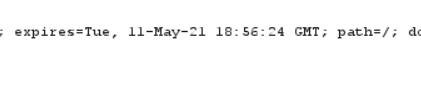 ; expires=Tue, 11-May-21 18:56:24 GMT; path=/; do